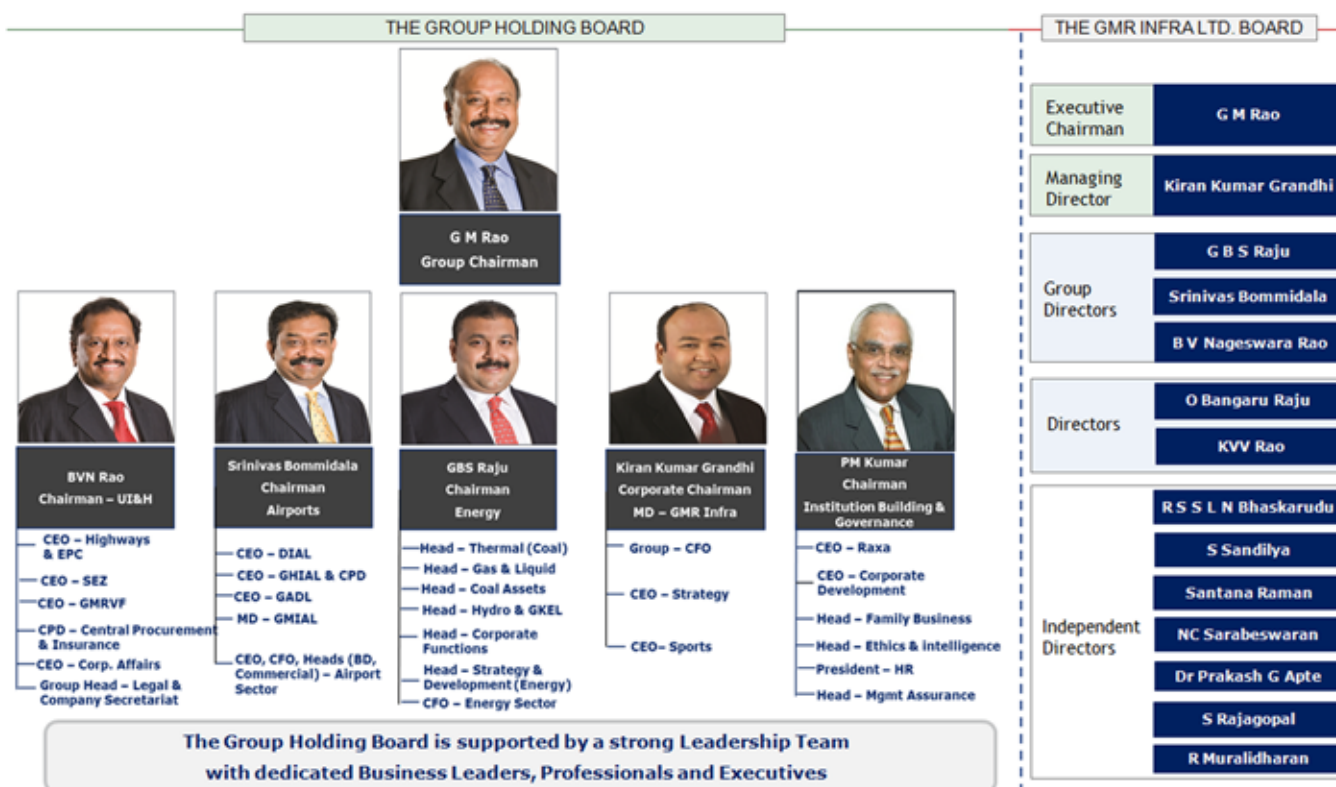 THE GROUP HOLDING BOARD
G M Rao
Group Chairman
BVN Rao
Chairman – UI&H
CEO – Highways
& EPC
CEO – SEZ
CEO – GMRVF
CPD – Central Procurement
& Insurance
CEO – Corp. Affairs
Group Head – Legal &
Company Secretariat
Srinivas Bommidala
Chairman
Airports
CEO – DIAL
CEO – GHIAL & CPD
CEO – GADL
MD – GMIAL
CEO, CFO, Heads (BD,
Commercial) – Airport
Sector
GBS Raju
Chairman
Energy
Head – Thermal (Coal)
Head – Gas & Liquid
Head – Coal Assets
Head – Hydro & GKEL
Head – Corporate
Functions
Head – Strategy &
Development (Energy)
CFO – Energy Sector
Kiran Kumar Grandhi
Corporate Chairman
MD – GMR Infra
Group – CFO
CEO – Strategy
CEO– Sports
PM Kumar
Chairman
Institution Building &
Governance
CEO – Raxa
CEO – Corporate
Development
Head – Family Business
Head – Ethics & intelligence
President – HR
Head – Mgmt Assurance
The Group Holding Board is supported by a strong Leadership Team
with dedicated Business Leaders, Professionals and Executives
THE GMR INFRA LTD. BOARD
Executive
Chairman
G M Rao
Managing
Director
Kiran Kumar Grandhi
Group
Directors
G B S Raju
Srinivas Bommidala
B V Nageswara Rao
Directors
O Bangaru Raju
KVV Rao
Independent
Directors
R S S L N Bhaskarudu
S Sandilya
Santana Raman
NC Sarabeswaran
Dr Prakash G Apte
S Rajagopal
R Muralidharan